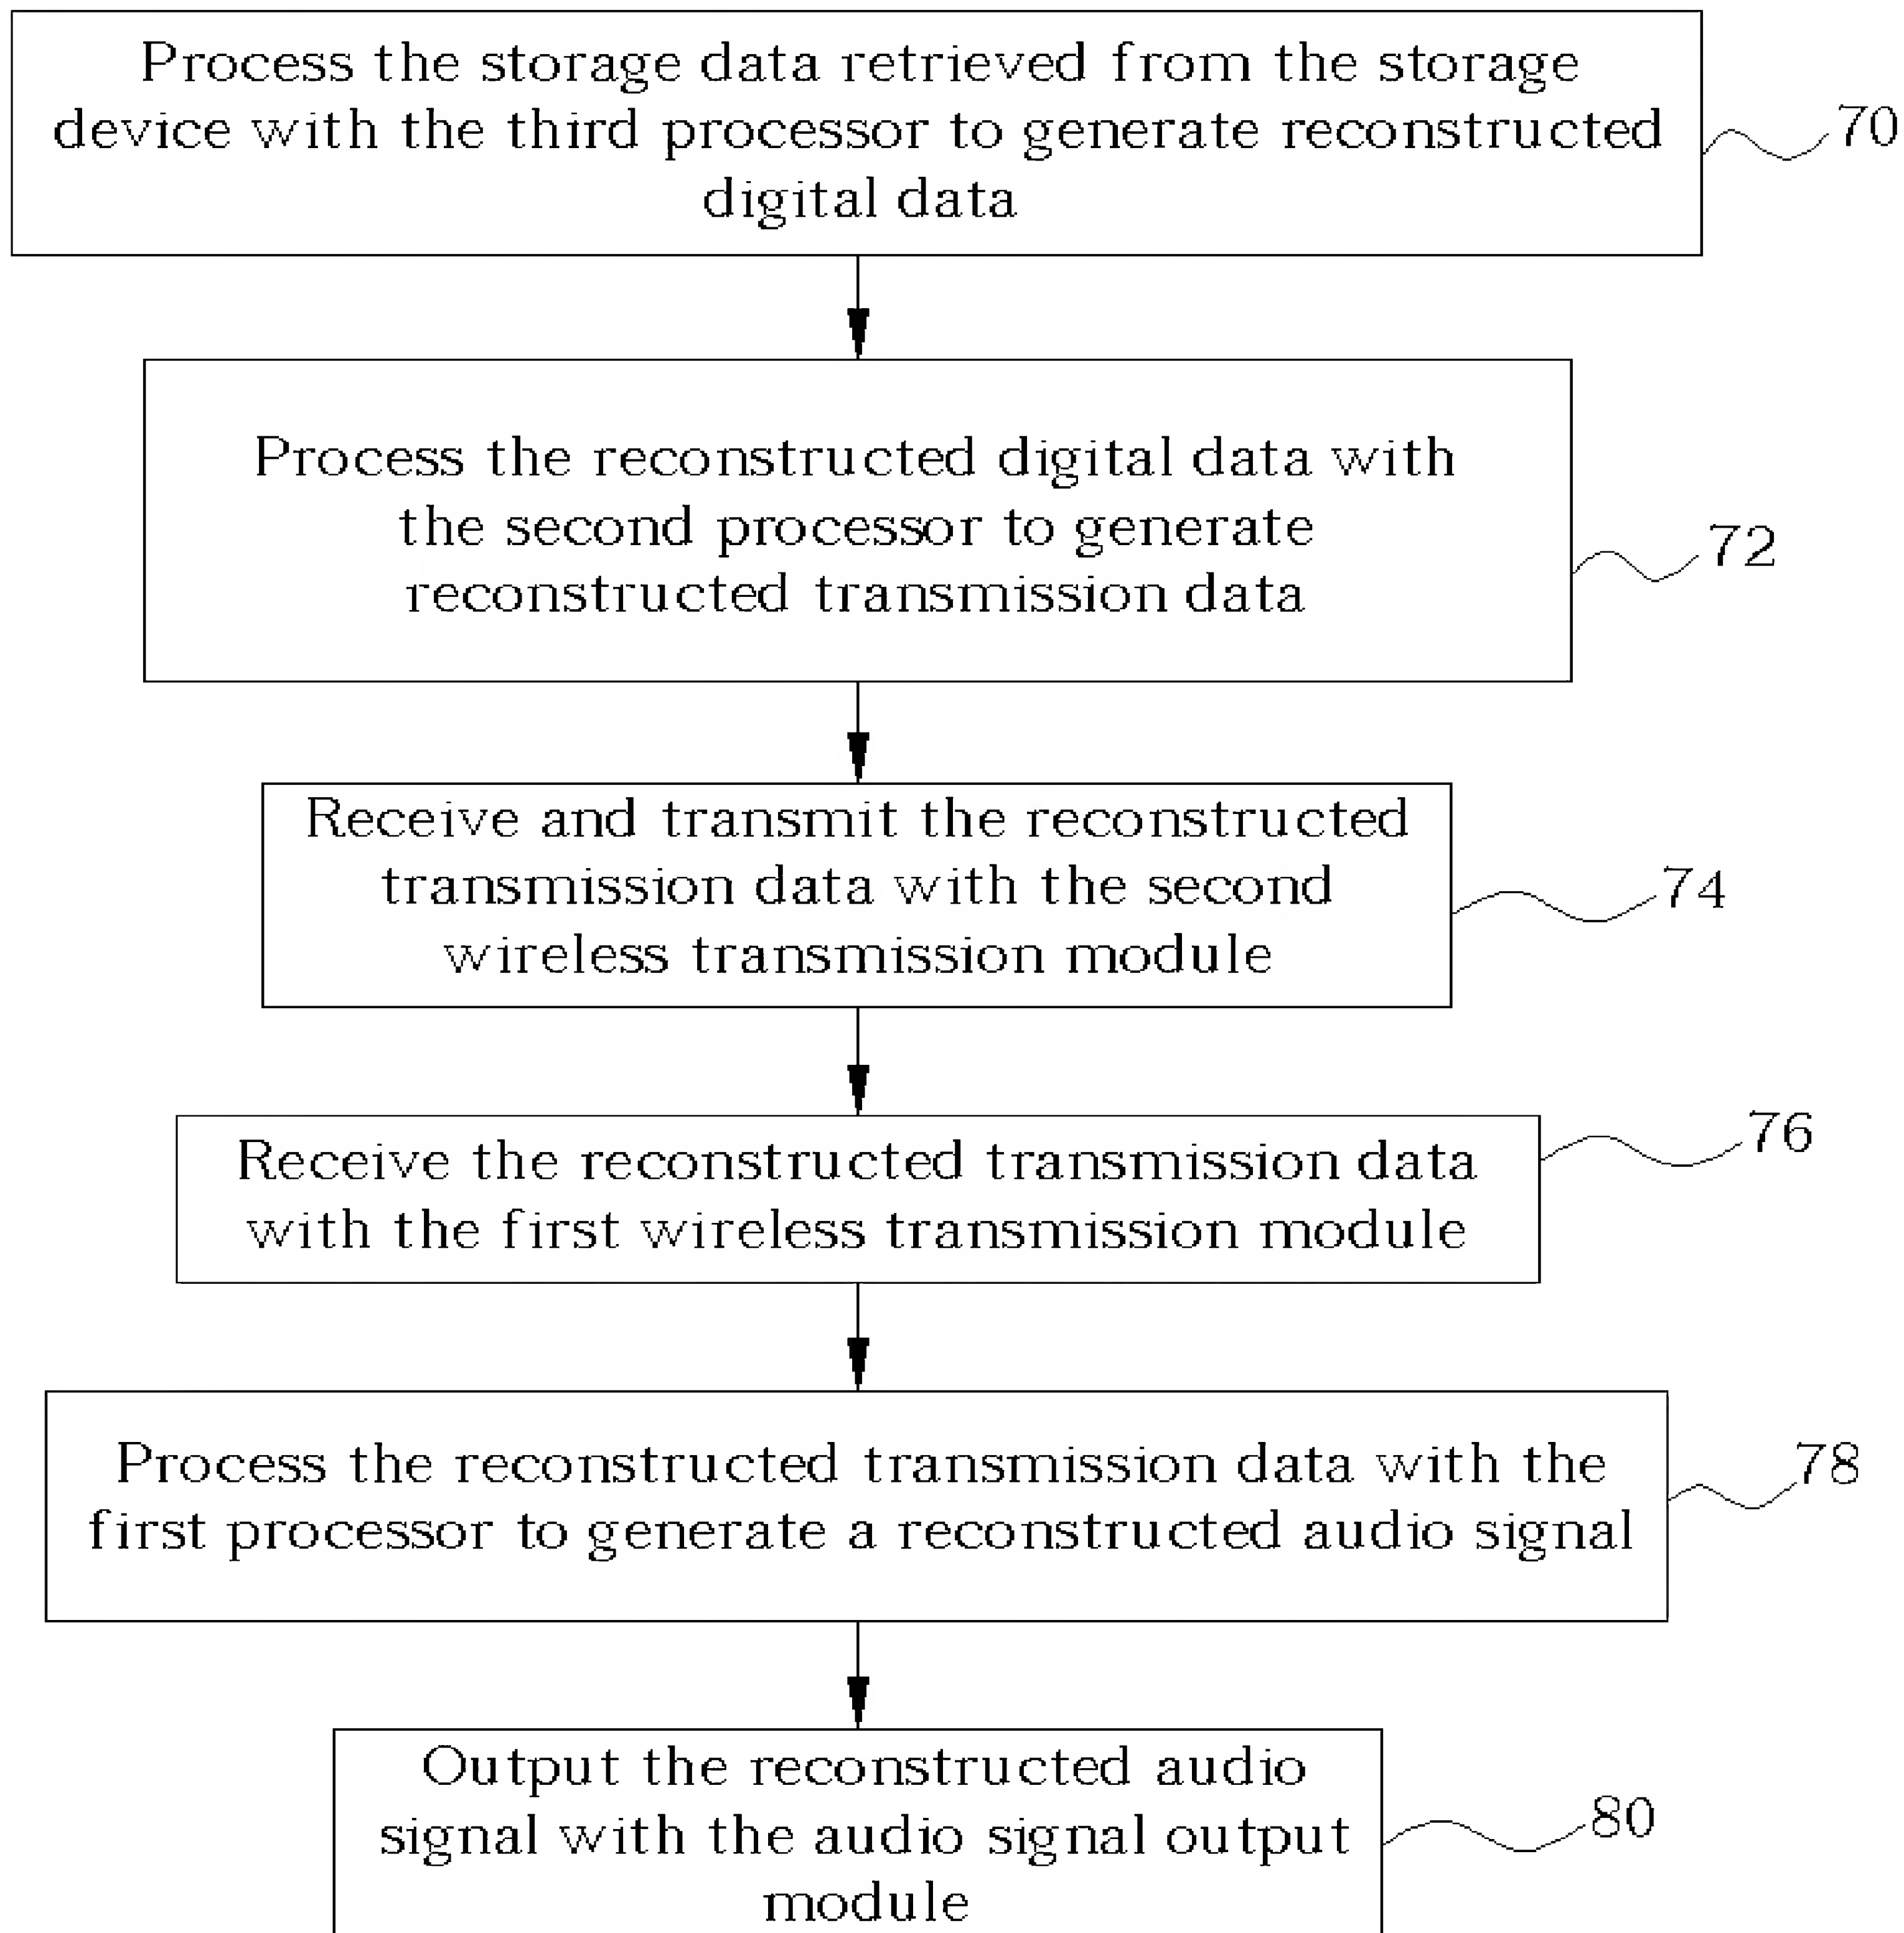 Process the storage data retrieved from the storage
device with the third processor to generate reconstructed
digital data
70
Process the reconstructed digital data with
the second processor to generate
reconstructed transmission data
72
Receive and transmit the reconstructed
transmission data with the second
wireless transmission module
74
Receive the reconstructed transmission data
with the first wireless transmission module
76
Process the reconstructed transmission data with the
first processor to generate a reconstructed audio signal
78
Output the reconstructed audio
signal with the audio signal output
module
80